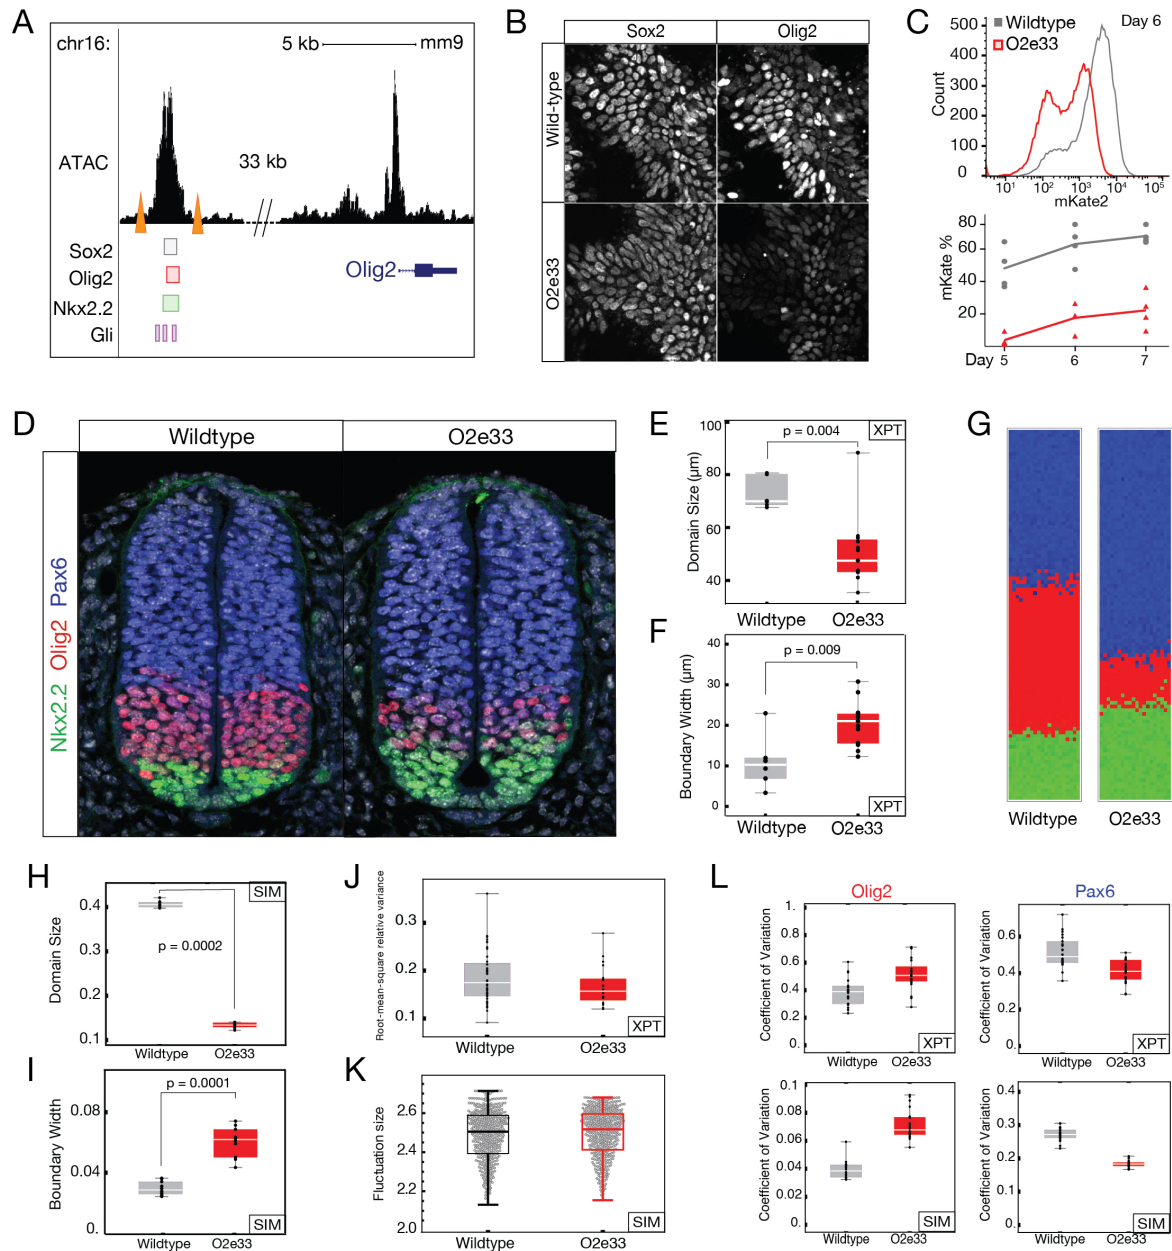 A
chr16:
5 kb
mm9
ATAC
33 kb
Sox2
Olig2
Nkx2.2
Gli
Olig2
B
Sox2
Olig2
Wild-type
O2e33
C
Wildtype
O2e33
Day 6
Count
500
400
300
200
100
0
10¹
10²
10³
10⁴
10⁵
mKate2
mKate %
80
60
40
20
Day
5
6
7
D
Wildtype
O2e33
Nkx2.2 Olig2 Pax6
E
XPT
p = 0.004
Domain Size (µm)
100
80
60
40
Wildtype
O2e33
F
p = 0.009
Boundary Width (µm)
40
30
20
10
0
XPT
Wildtype
O2e33
G
Wildtype
O2e33
H
SIM
p = 0.0002
Domain Size
0.4
0.3
0.2
0.1
Wildtype
O2e33
I
p = 0.0001
Boundary Width
0.08
0.04
0.
SIM
Wildtype
O2e33
J
Root-mean-square relative variance
0.3
0.2
0.1
XPT
Wildtype
O2e33
K
Fluctuation size
2.6
2.4
2.2
2.0
SIM
Wildtype
O2e33
L
Olig2
Coefficient of Variation
1.
0.8
0.6
0.4
0.2
0.
XPT
Wildtype
O2e33
Pax6
Coefficient of Variation
0.6
0.4
0.2
0.
XPT
Wildtype
O2e33
Coefficient of Variation
0.1
0.08
0.06
0.04
0.02
0.
SIM
Wildtype
O2e33
Coefficient of Variation
0.4
0.3
0.2
0.1
0.
SIM
Wildtype
O2e33